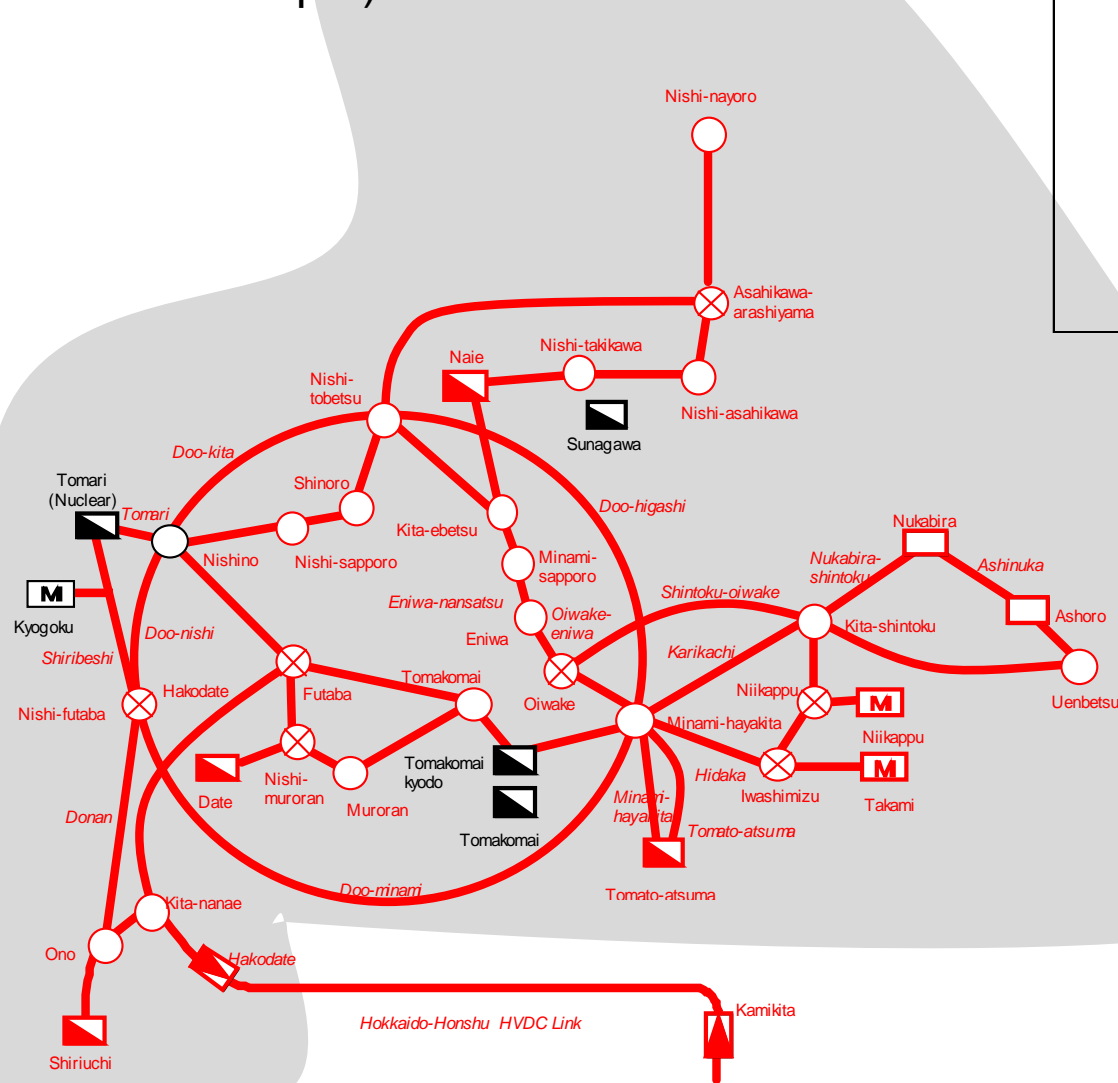 Nishi-nayoro
Asahikawa-
arashiyama
Nishi-takikawa
Naie
Nishi-
tobetsu
Nishi-asahikawa
Sunagawa
Doo-kita
Tomari
(Nuclear)
Tomari
Shinoro
Doo-higashi
Kita-ebetsu
Nukabira
Nishino
Nishi-sapporo
Minami-
sapporo
Nukabira-
shintoku
Ashinuka
M
Kyogoku
Eniwa-nansatsu
Shintoku-oiwake
Oiwake-
eniwa
Eniwa
Ashoro
Kita-shintoku
Doo-nishi
Shiribeshi
Karikachi
Tomakomai
Hakodate
Futaba
Niikappu
Oiwake
Uenbetsu
Nishi-futaba
Minami-hayakita
M
Niikappu
Tomakomai
kyodo
Nishi-
muroran
Hidaka
M
Iwashimizu
Date
Muroran
Minami-
hayakita
Takami
Donan
Tomakomai
Tomato-atsuma
Doo-minami
Tomato-atsuma
Kita-nanae
Ono
Hakodate
Kamikita
Hokkaido-Honshu HVDC Link
Shiriuchi